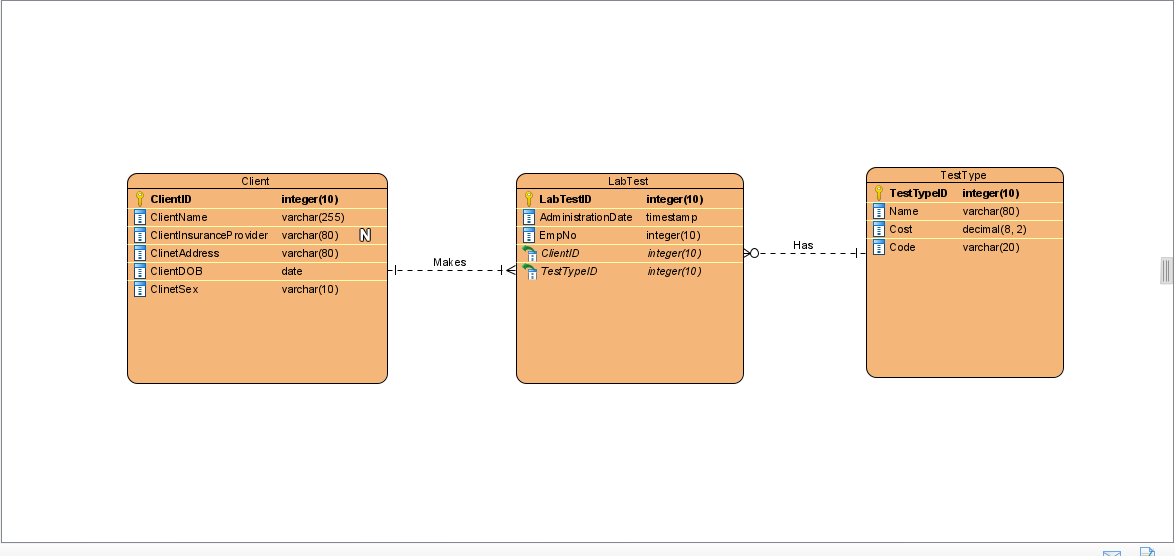 Client
ClientID integer(10)
ClientName varchar(255)
ClientInsuranceProvider varchar(80) N
ClinetAddress varchar(80)
ClientDOB date
ClinetSex varchar(10)
Makes
LabTest
LabTestID integer(10)
AdministrationDate timestamp
EmpNo integer(10)
ClientID integer(10)
TestTypeID integer(10)
Has
TestType
TestTypeID integer(10)
Name varchar(80)
Cost decimal(8, 2)
Code varchar(20)